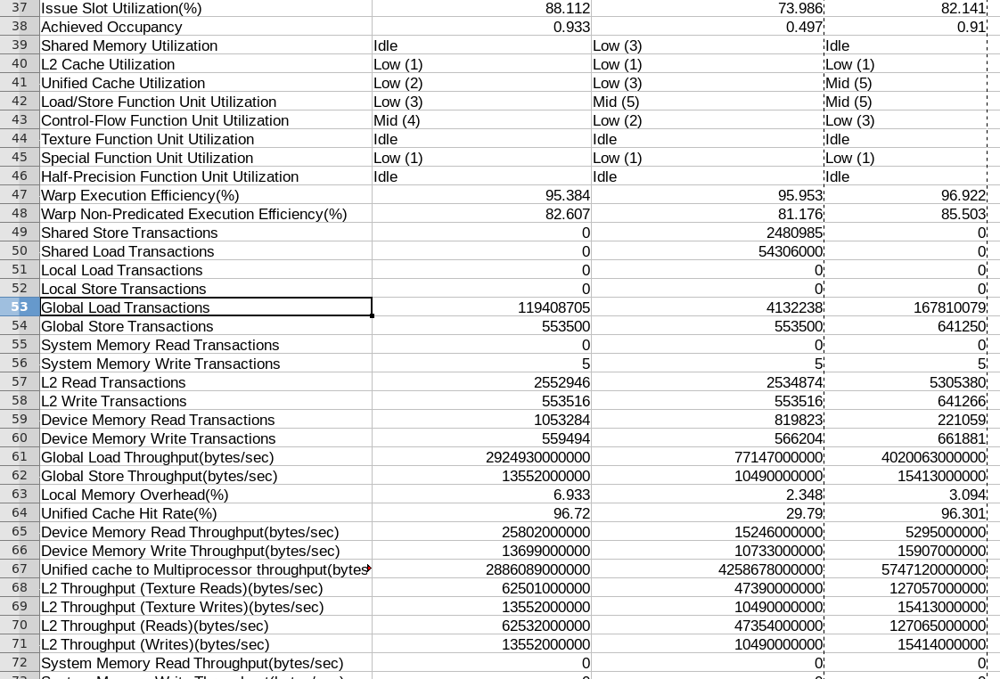 37 Issue Slot Utilization(%) 88.112 73.986 82.141
38 Achieved Occupancy 0.933 0.497 0.91
39 Shared Memory Utilization Idle Low (3) Idle
40 L2 Cache Utilization Low (1) Low (1) Low (1)
41 Unified Cache Utilization Low (2) Low (3) Mid (5)
42 Load/Store Function Unit Utilization Low (3) Mid (5) Mid (5)
43 Control-Flow Function Unit Utilization Mid (4) Low (2) Low (3)
44 Texture Function Unit Utilization Idle Idle Idle
45 Special Function Unit Utilization Low (1) Low (1) Low (1)
46 Half-Precision Function Unit Utilization Idle Idle Idle
47 Warp Execution Efficiency(%) 95.384 95.953 96.922
48 Warp Non-Predicated Execution Efficiency(%) 82.607 81.176 85.503
49 Shared Store Transactions 0 2480985 0
50 Shared Load Transactions 0 54306000 0
51 Local Load Transactions 0 0 0
52 Local Store Transactions 0 0 0
53 Global Load Transactions 119408705 4132238 167810079
54 Global Store Transactions 553500 553500 641250
55 System Memory Read Transactions 0 0 0
56 System Memory Write Transactions 5 5 5
57 L2 Read Transactions 2552946 2534874 5305380
58 L2 Write Transactions 553516 553516 641266
59 Device Memory Read Transactions 1053284 819823 221059
60 Device Memory Write Transactions 559494 566204 661881
61 Global Load Throughput(bytes/sec) 2924930000000 77147000000 4020063000000
62 Global Store Throughput(bytes/sec) 13552000000 10490000000 15413000000
63 Local Memory Overhead(%) 6.933 2.348 3.094
64 Unified Cache Hit Rate(%) 96.72 29.79 96.301
65 Device Memory Read Throughput(bytes/sec) 25802000000 15246000000 5295000000
66 Device Memory Write Throughput(bytes/sec) 13699000000 10733000000 15907000000
67 Unified cache to Multiprocessor throughput(bytes 2886089000000 4258678000000 5747120000000
68 L2 Throughput (Texture Reads)(bytes/sec) 62501000000 47390000000 127057000000
69 L2 Throughput (Texture Writes)(bytes/sec) 13552000000 10490000000 15413000000
70 L2 Throughput (Reads)(bytes/sec) 62532000000 47354000000 127065000000
71 L2 Throughput (Writes)(bytes/sec) 13552000000 10490000000 15414000000
72 System Memory Read Throughput(bytes/sec) 0 0 0